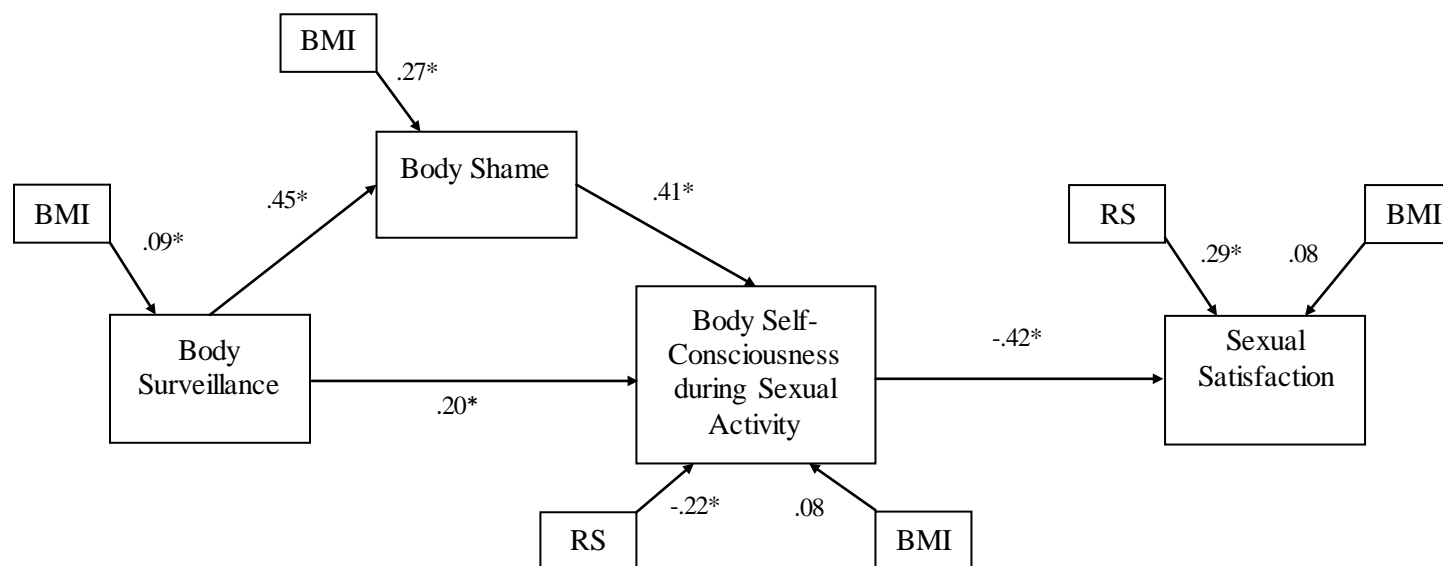 BMI
.27*
Body Shame
BMI
.09*
.45*
.41*
RS
BMI
.29*
.08
Body
Surveillance
.20*
Body Self-
Consciousness
during Sexual
Activity
-.42*
Sexual
Satisfaction
RS
-.22*
.08
BMI